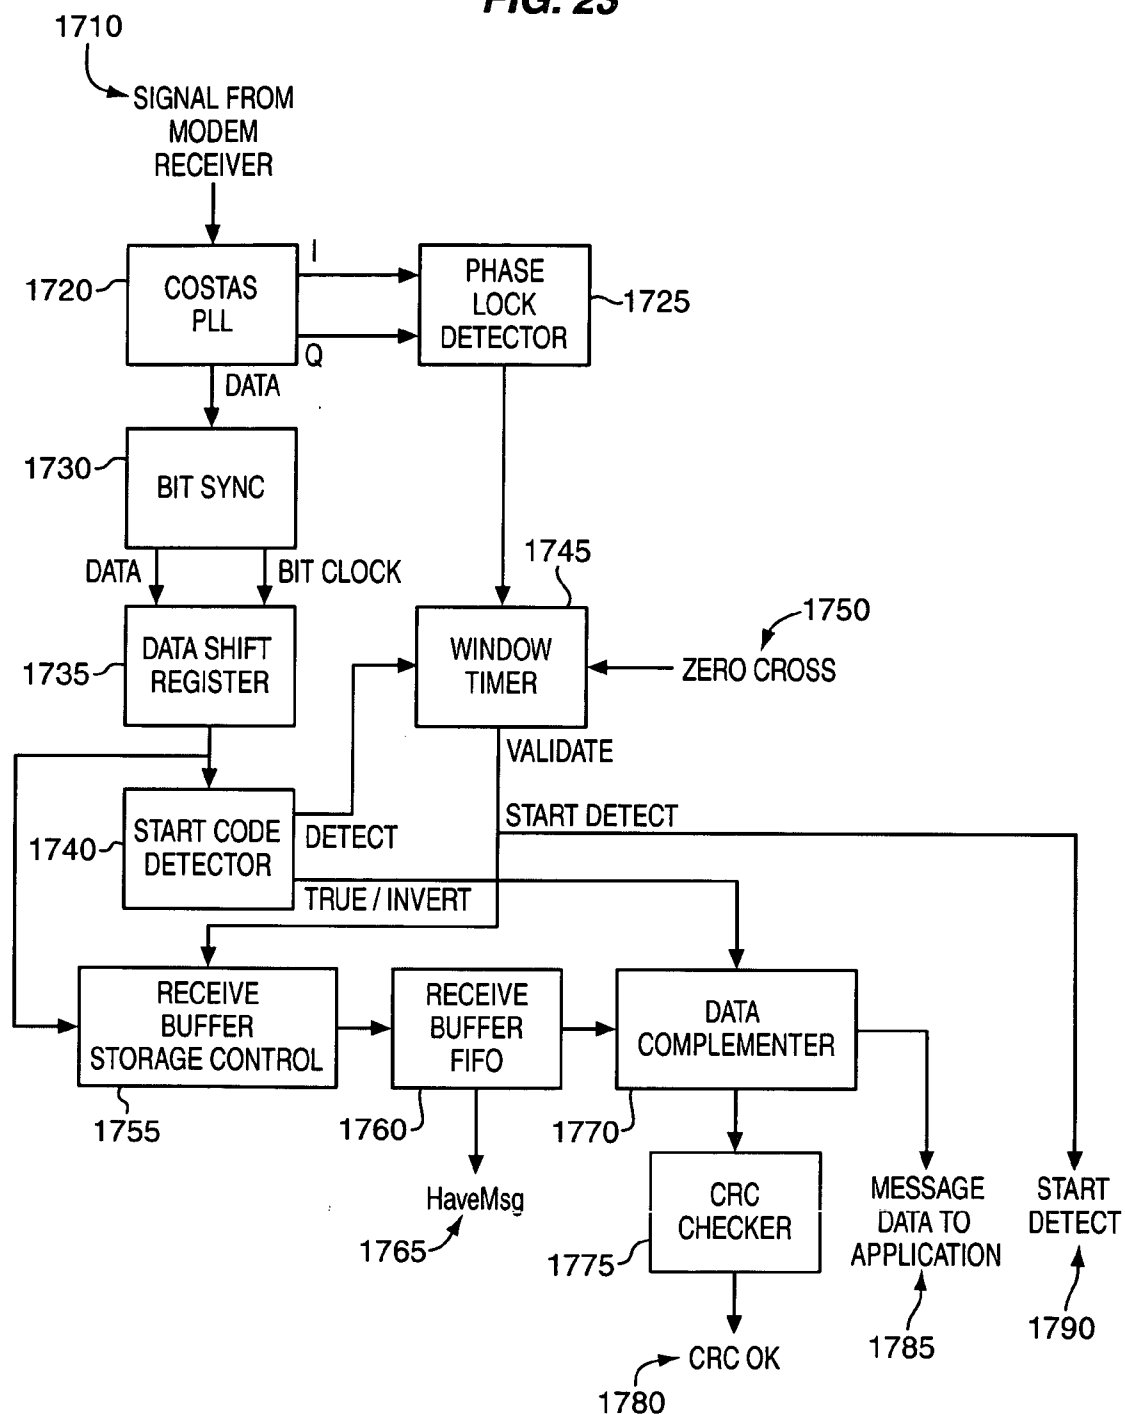 FIG. 23
1710
SIGNAL FROM
MODEM
RECEIVER
I
1720
COSTAS
PLL
PHASE
LOCK
DETECTOR
1725
Q
DATA
1730
BIT SYNC
1745
DATA
BIT CLOCK
1750
1735
DATA SHIFT
REGISTER
WINDOW
TIMER
ZERO CROSS
VALIDATE
START DETECT
1740
START CODE
DETECTOR
DETECT
TRUE / INVERT
RECEIVE
BUFFER
STORAGE CONTROL
RECEIVE
BUFFER
FIFO
DATA
COMPLEMENTER
1755
1760
1770
HaveMsg
1765
CRC
CHECKER
1775
MESSAGE
DATA TO
APPLICATION
START
DETECT
1785
1790
CRC OK
1780